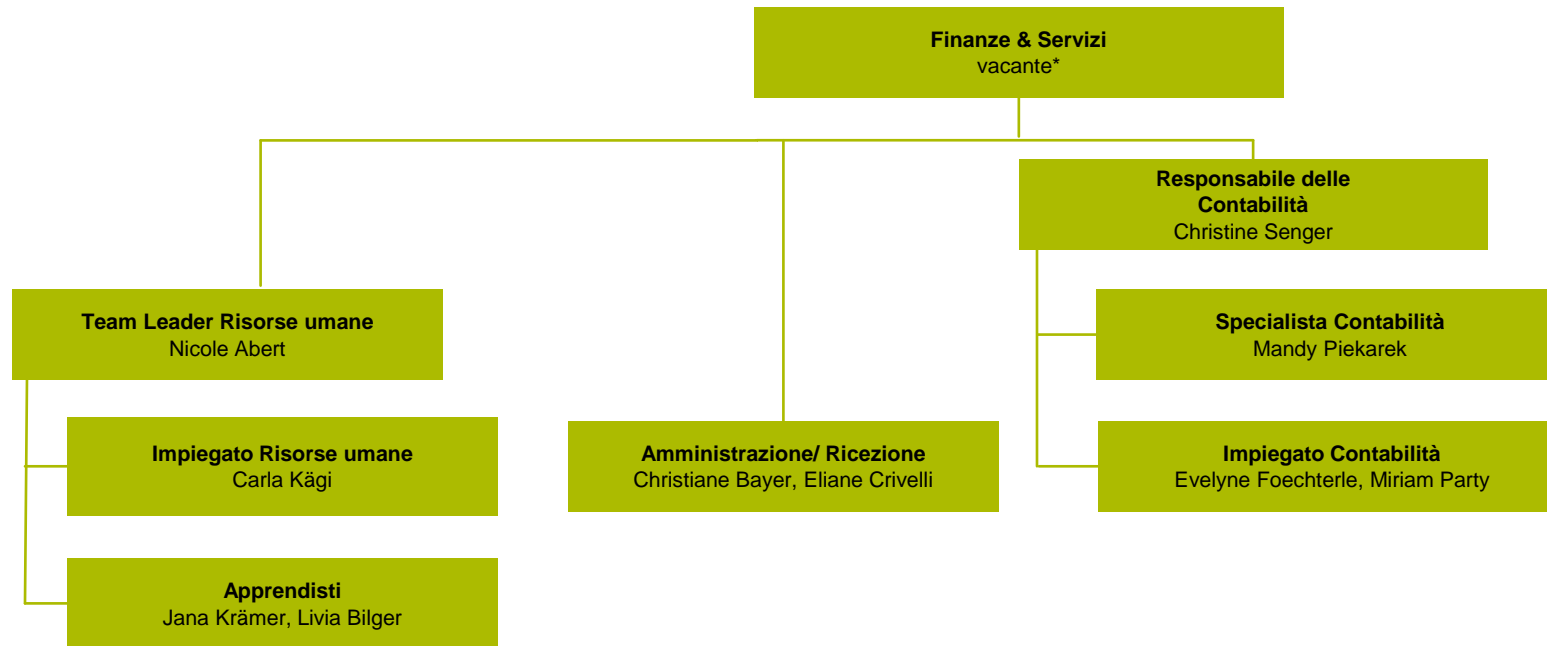 Finanze & Servizi
vacante*
Responsabile delle
Contabilità
Christine Senger
Team Leader Risorse umane
Nicole Abert
Specialista Contabilità
Mandy Piekarek
Impiegato Risorse umane
Carla Kägi
Amministrazione/ Ricezione
Christiane Bayer, Eliane Crivelli
Impiegato Contabilità
Evelyne Foechterle, Miriam Party
Apprendisti
Jana Krämer, Livia Bilger